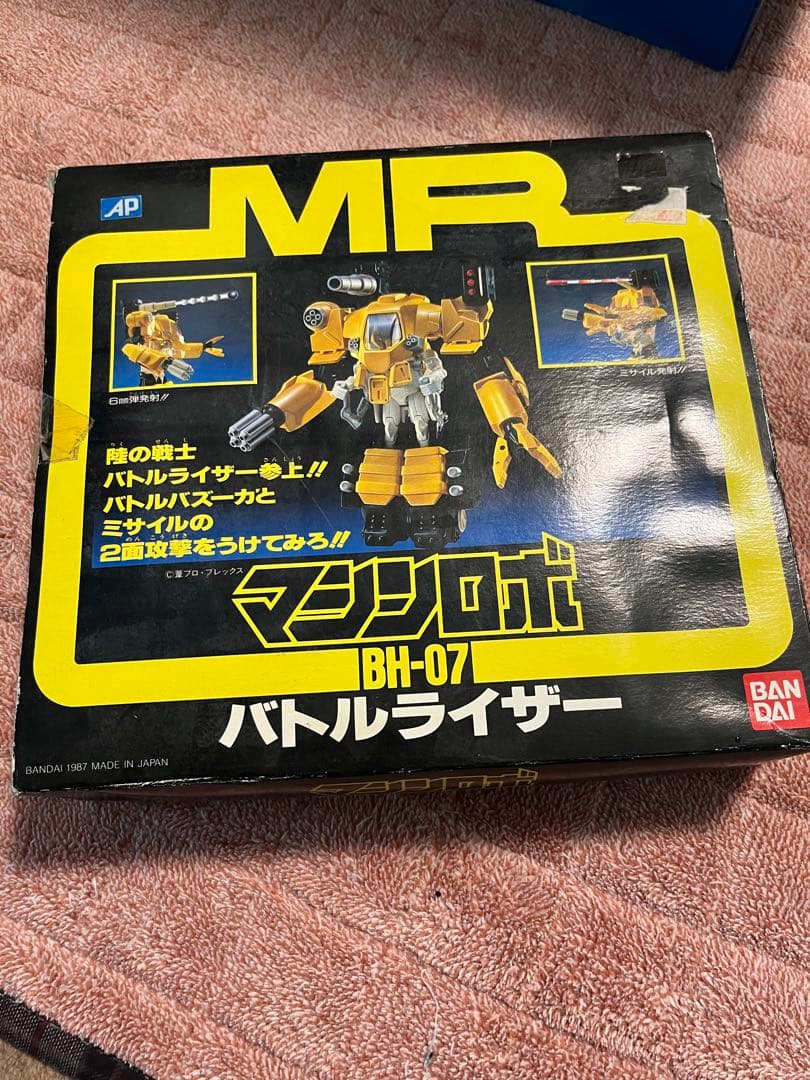 MR
AP
6mm弾発射!!
ミサイル発射!!
陸の戦士
バトルライザー参上!!
バトルバズーカと
ミサイルの
2面攻撃をうけてみろ!!
©葦プロ・プレックス
マシンロボ
BH-07
バトルライザー
BAN
DAI
BANDAI 1987 MADE IN JAPAN